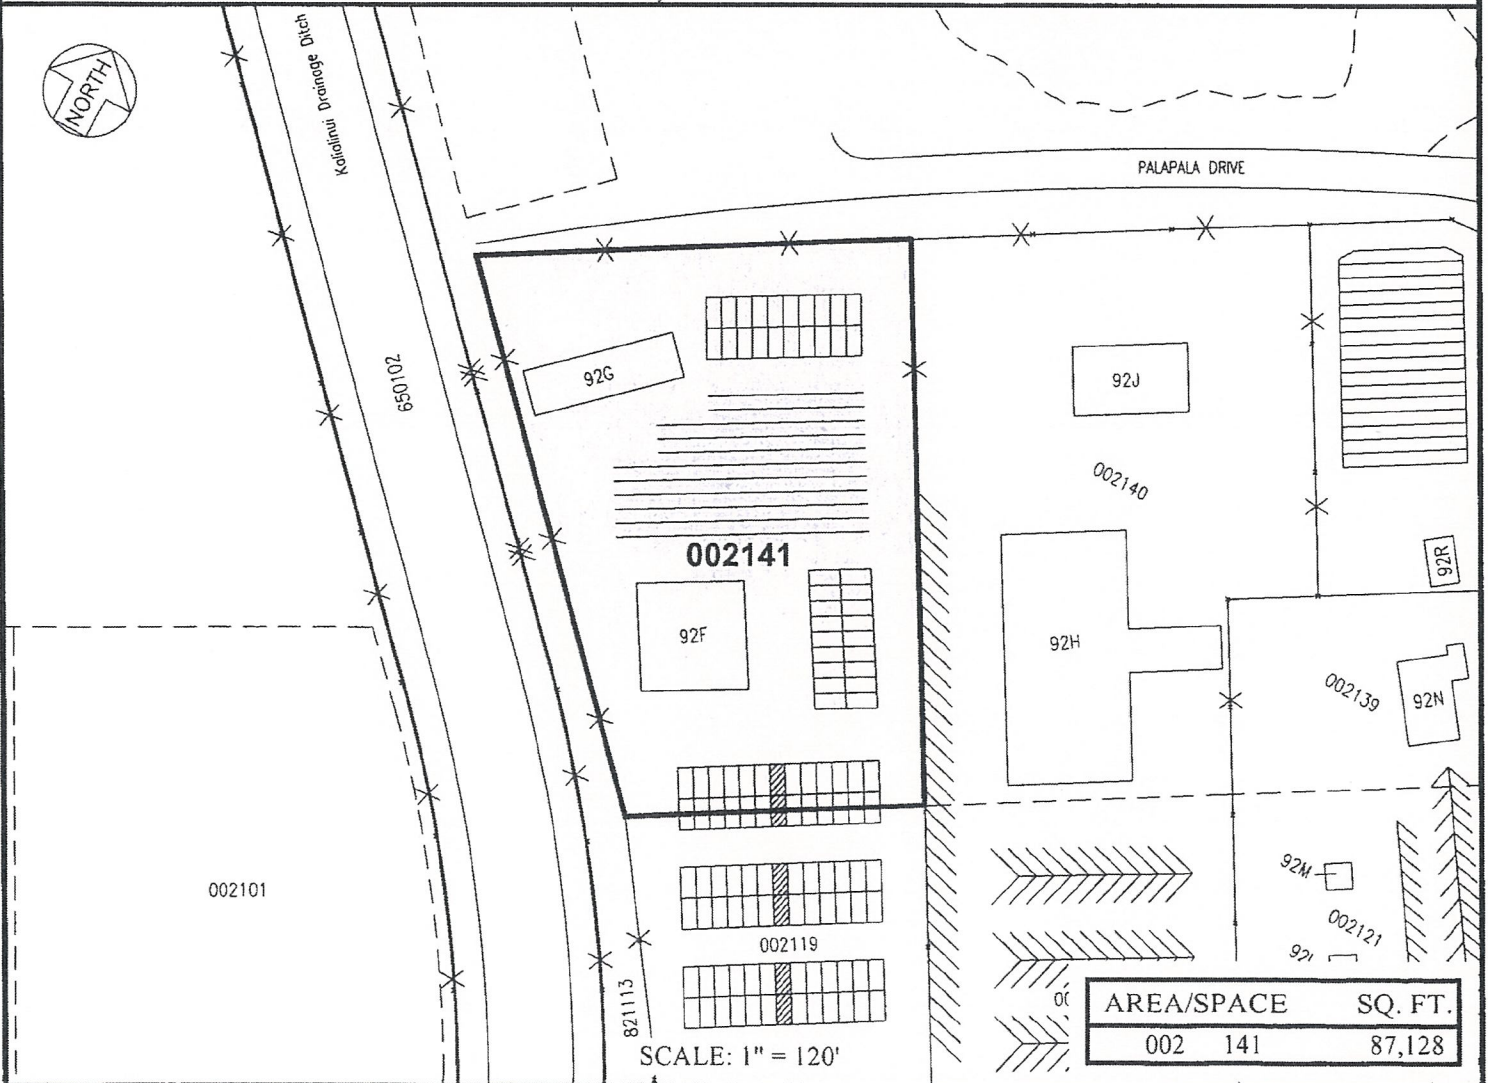 Kalialinui Drainage Ditch
NORTH
PALAPALA DRIVE
650102
92G
92J
002140
002141
92R
92F
92H
002139
92N
002101
92M
002119
002121
821113
AREA/SPACE SQ. FT.
002 141 87,128
SCALE: 1" = 120'